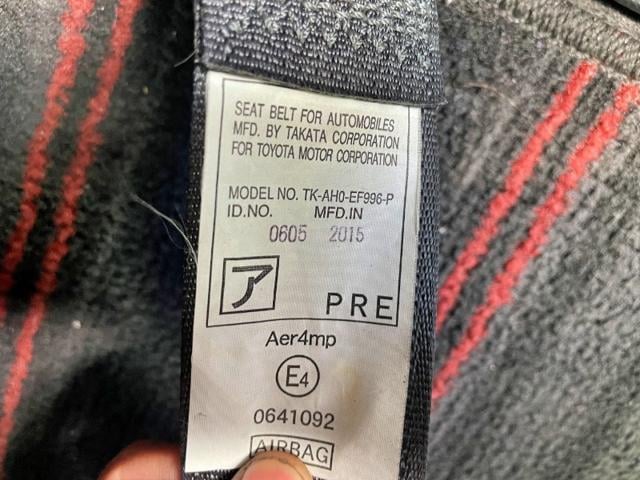 SEAT BELT FOR AUTOMOBILES
MFD. BY TAKATA CORPORATION
FOR TOYOTA MOTOR CORPORATION
MODEL NO. TK-AH0-EF996-P
ID.NO. MFD.IN
0605 2015
ア PRE
Aer4mp
E4
0641092
AIRBAG